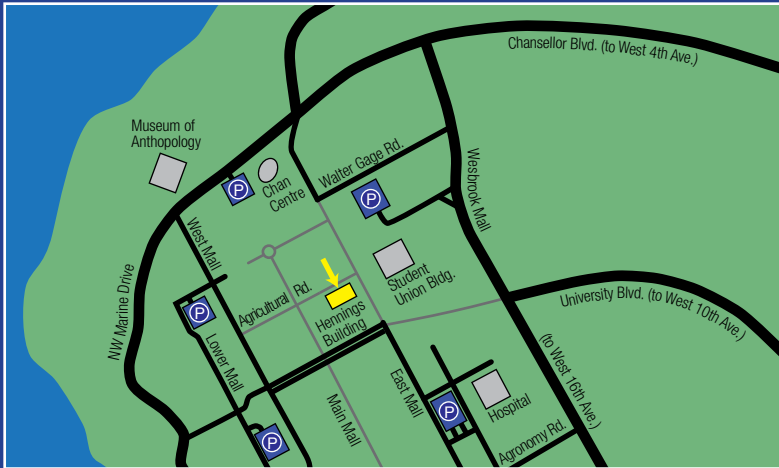 Chansellor Blvd. (to West 4th Ave.)
Museum of
Anthopology
Walter Gage Rd.
P
Chan
Centre
P
Wesbrook Mall
West Mall
Student
Union Bldg.
NW Marine Drive
Agricultural Rd.
University Blvd. (to West 10th Ave.)
P
Hennings
Building
Lower Mall
(to West 16th Ave.)
East Mall
Main Mall
Hospital
P
Agronomy Rd.
P